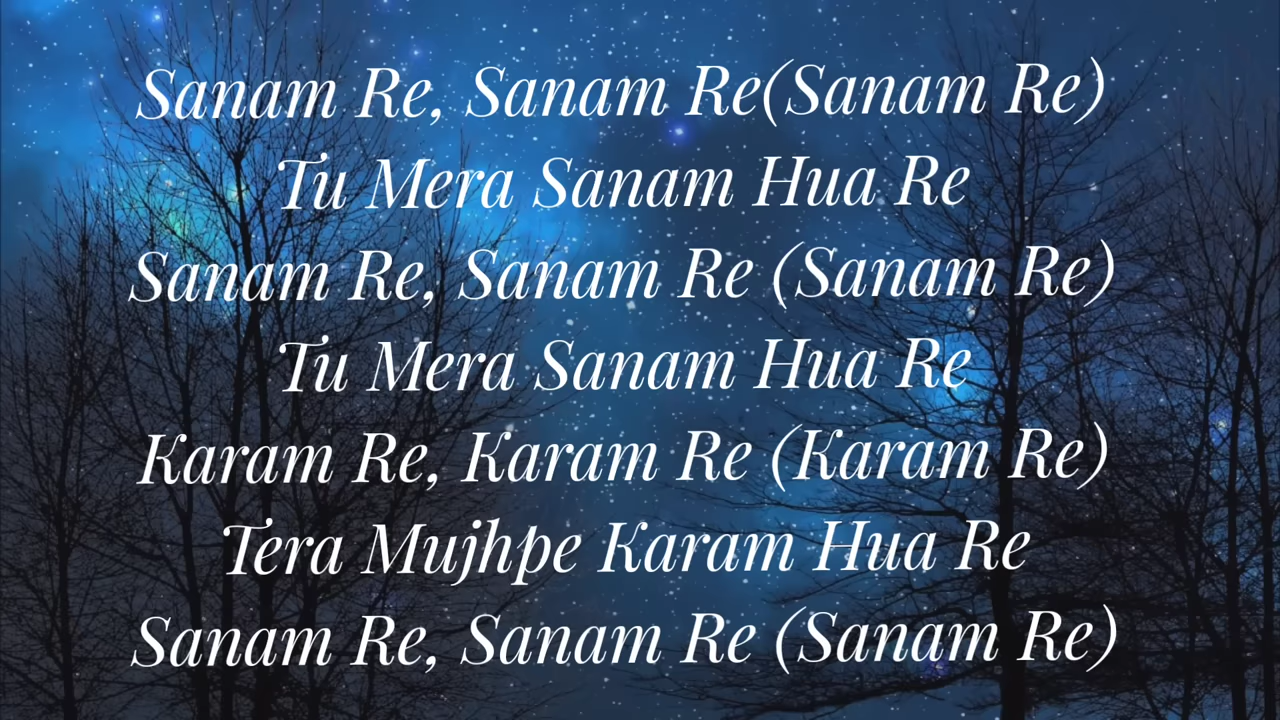 Sanam Re, Sanam Re(Sanam Re)
Tu Mera Sanam Hua Re
Sanam Re, Sanam Re (Sanam Re)
Tu Mera Sanam Hua Re
Karam Re, Karam Re (Karam Re)
Tera Mujhpe Karam Hua Re
Sanam Re, Sanam Re (Sanam Re)